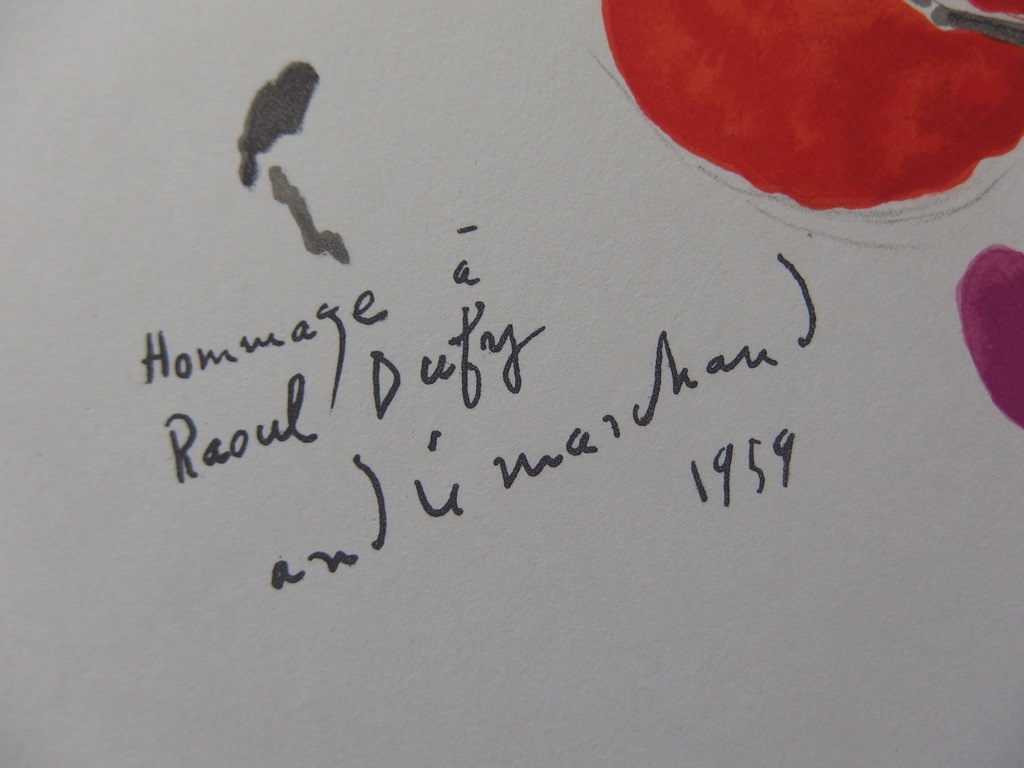 Hommage à
Raoul Dufy
andré marchand
1959